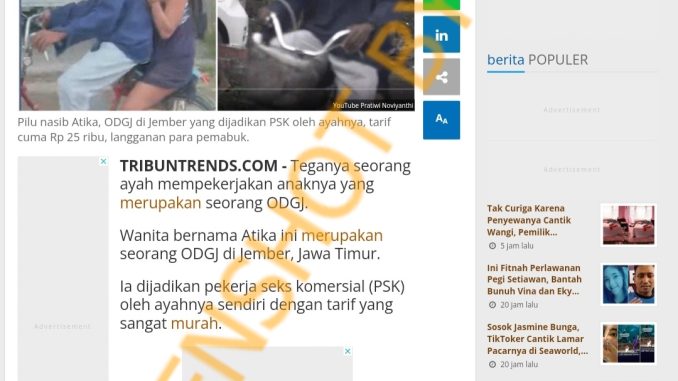 YouTube Pratiwi Noviyanthi
Pilu nasib Atika, ODGJ di Jember yang dijadikan PSK oleh ayahnya, tarif
cuma Rp 25 ribu, langganan para pemabuk.
TRIBUNTRENDS.COM - Teganya seorang
ayah mempekerjakan anaknya yang
merupakan seorang ODGJ.
Wanita bernama Atika ini merupakan
seorang ODGJ di Jember, Jawa Timur.
Ia dijadikan pekerja seks komersial (PSK)
oleh ayahnya sendiri dengan tarif yang
sangat murah.
Advertisement
in
AA
berita POPULER
Advertisement
Advertisement
Tak Curiga Karena
Penyewanya Cantik
Wangi, Pemilik...
5 jam lalu
Ini Fitnah Perlawanan
Pegi Setiawan, Bantah
Bunuh Vina dan Eky...
20 jam lalu
Sosok Jasmine Bunga,
TikToker Cantik Lamar
Pacarnya di Seaworld,...
20 jam lalu
ENSHOT BY